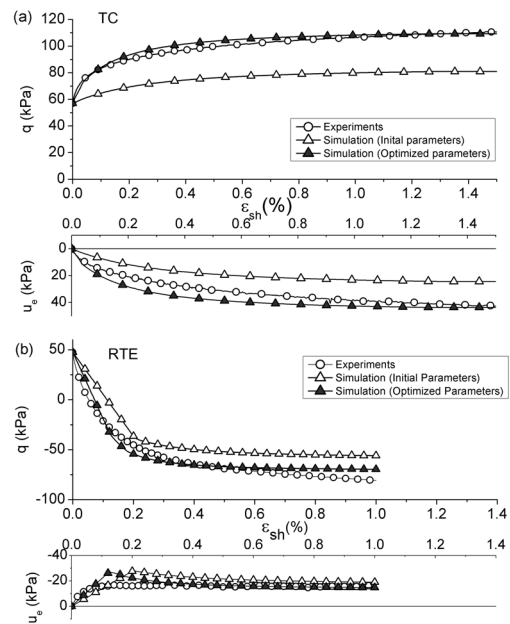 (a) TC
120
100
80
60
40
20
0
q (kPa)
Experiments
Simulation (Inital parameters)
Simulation (Optimized parameters)
0.0 0.2 0.4 0.6 0.8 1.0 1.2 1.4
εsh(%)
0.0 0.2 0.4 0.6 0.8 1.0 1.2 1.4
0
20
40
ue (kPa)
(b) RTE
50
0
-50
-100
q (kPa)
Experiments
Simulation (Initial Parameters)
Simulation (Optimized Parameters)
0.0 0.2 0.4 0.6 0.8 1.0 1.2 1.4
εsh(%)
0.0 0.2 0.4 0.6 0.8 1.0 1.2 1.4
-40
-20
0
ue (kPa)